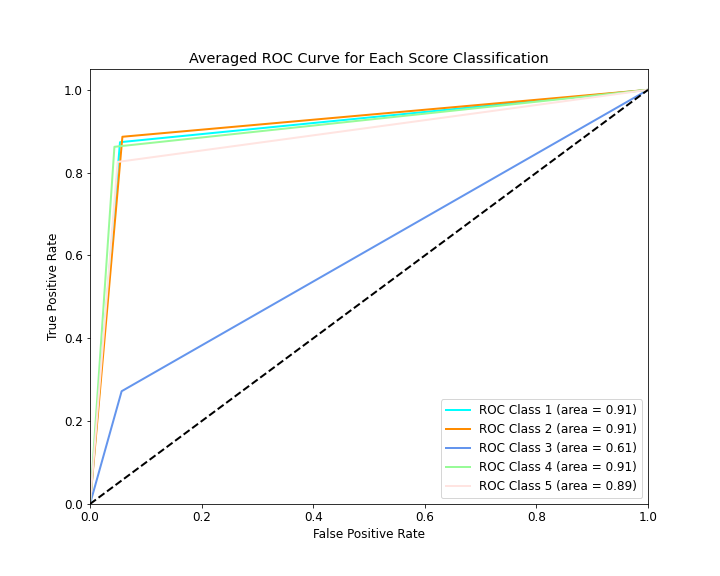 Averaged ROC Curve for Each Score Classification
True Positive Rate
1.0
0.8
0.6
0.4
0.2
0.0
ROC Class 1 (area = 0.91)
ROC Class 2 (area = 0.91)
ROC Class 3 (area = 0.61)
ROC Class 4 (area = 0.91)
ROC Class 5 (area = 0.89)
0.0 0.2 0.4 0.6 0.8 1.0
False Positive Rate